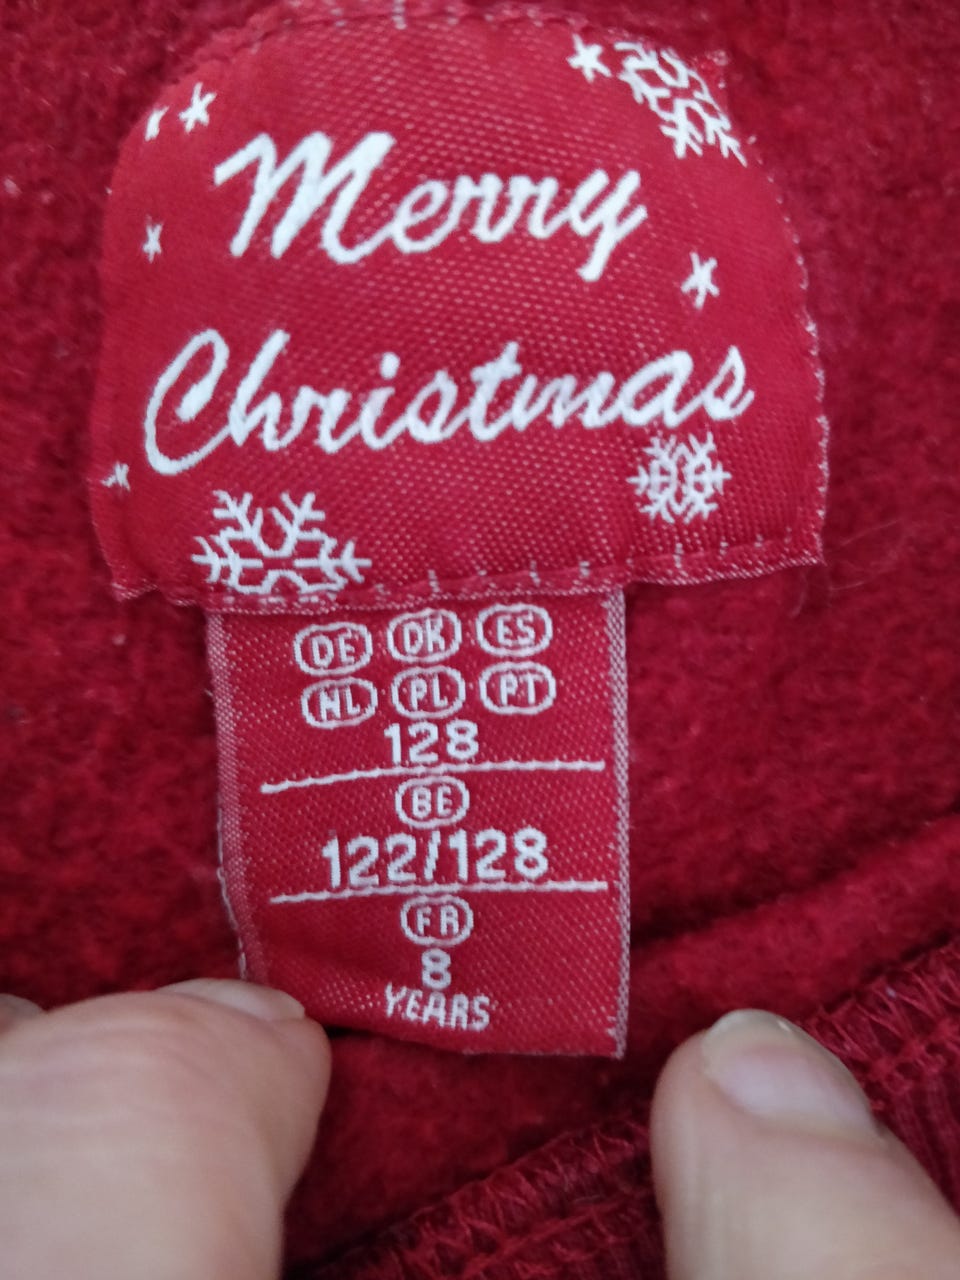 Merry
Christmas
DE DK ES
NL PL PT
128
BE
122/128
FR
8
YEARS